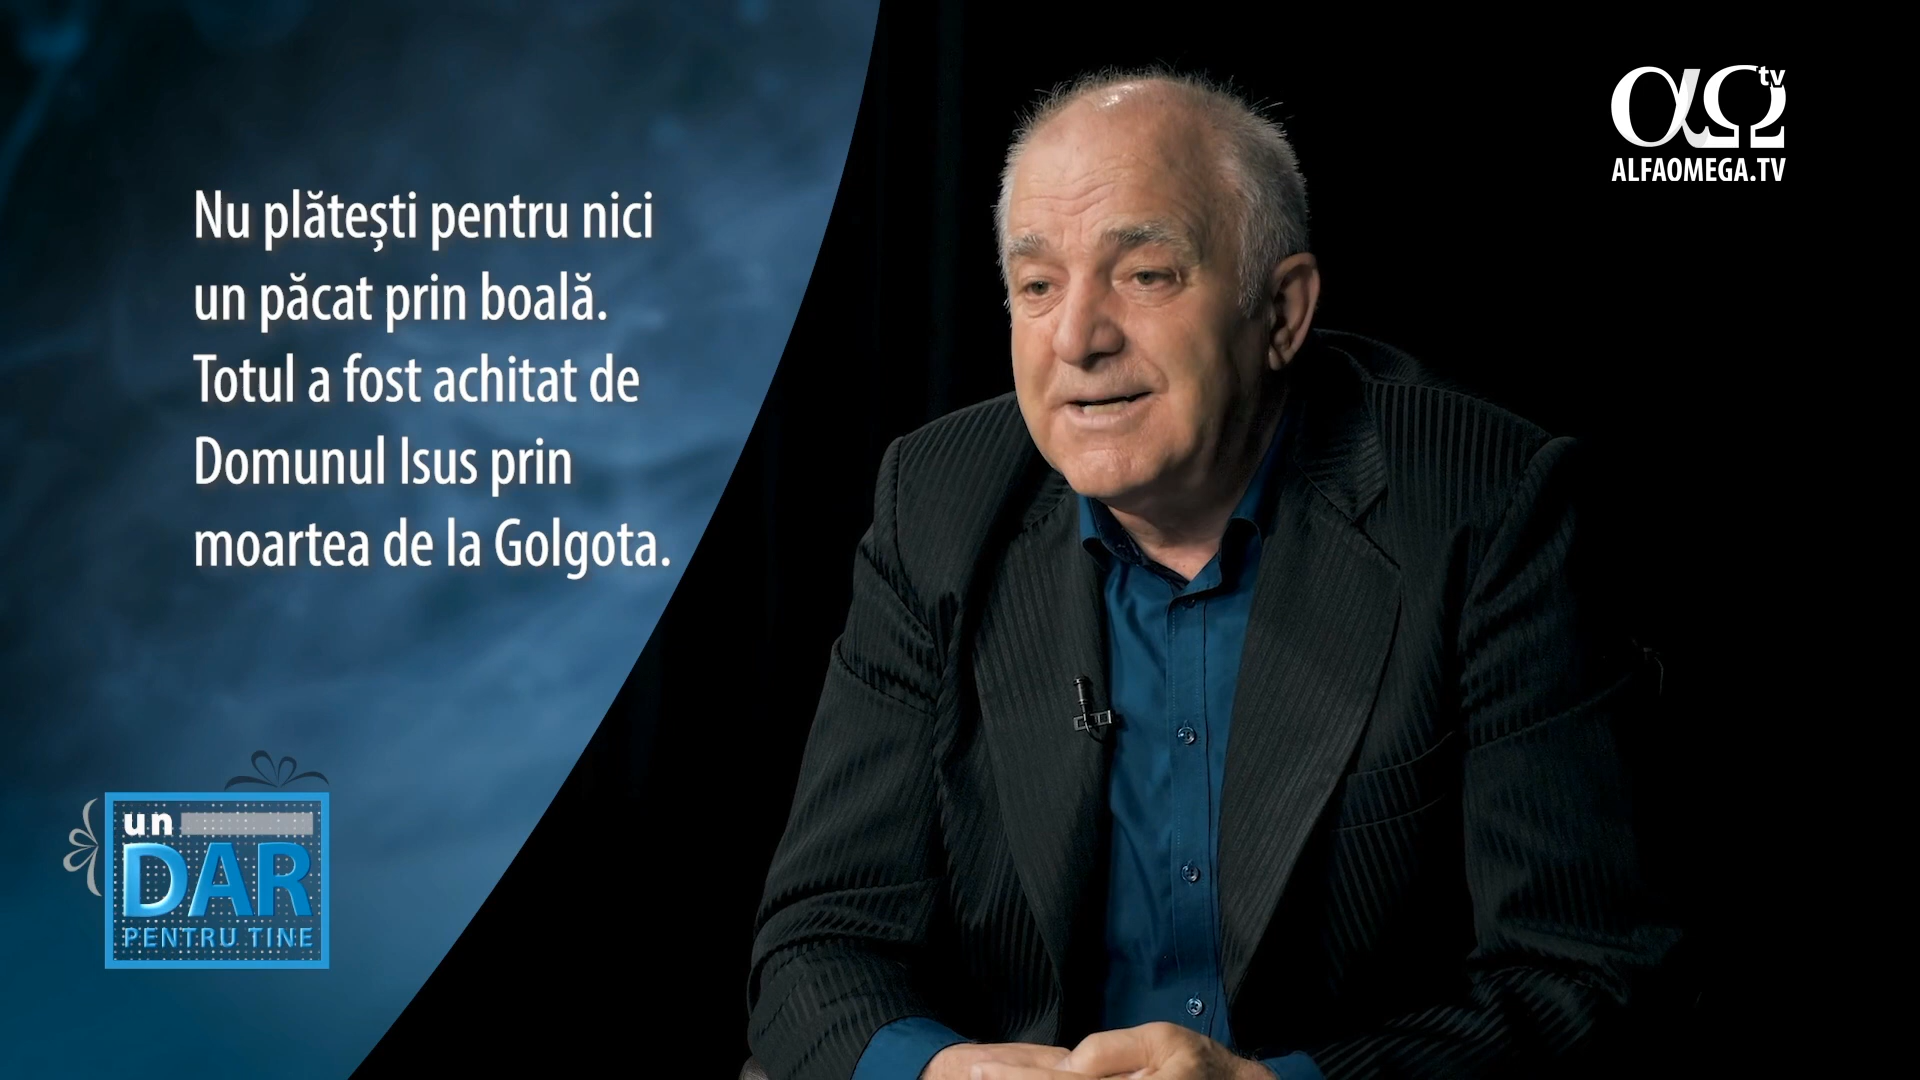 Nu plătești pentru nici
un păcat prin boală.
Totul a fost achitat de
Domunul Isus prin
moartea de la Golgota.
un
DAR
PENTRU TINE
αΩ tv
ALFAOMEGA.TV